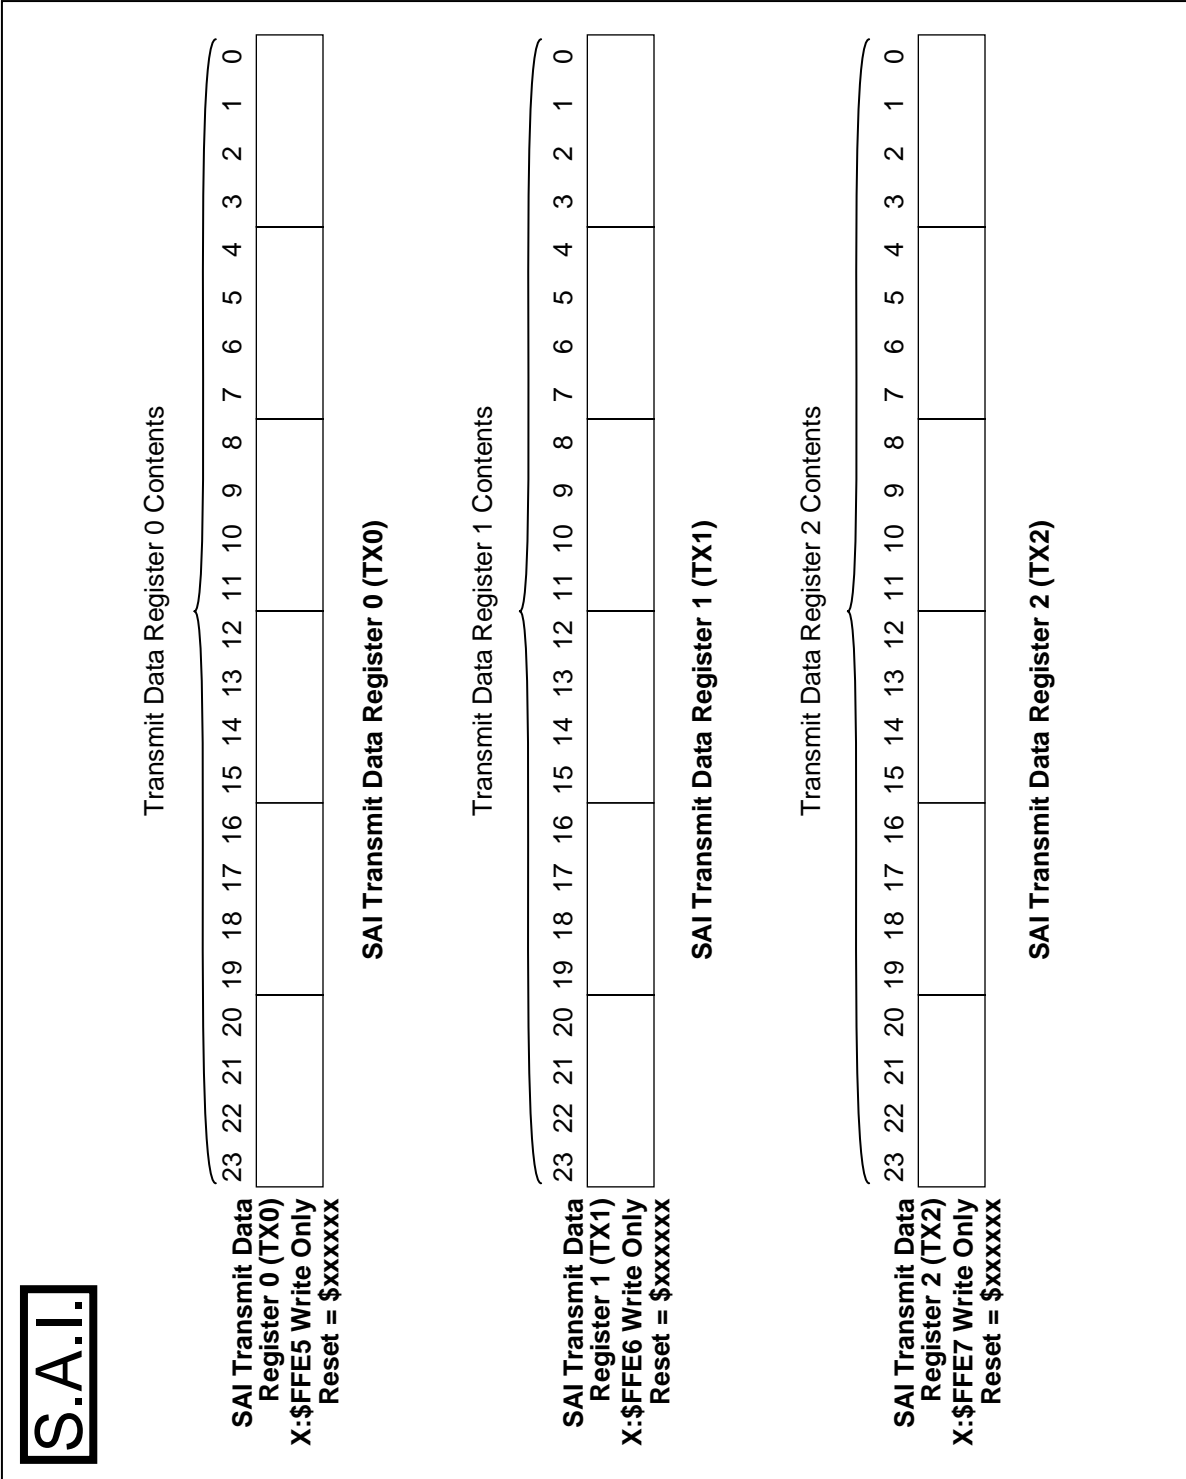 S.A.I.
Transmit Data Register 0 Contents
23 22 21 20 19 18 17 16 15 14 13 12 11 10 9 8 7 6 5 4 3 2 1 0
SAI Transmit Data
Register 0 (TX0)
X:$FFE5 Write Only
Reset = $xxxxxx
SAI Transmit Data Register 0 (TX0)
Transmit Data Register 1 Contents
23 22 21 20 19 18 17 16 15 14 13 12 11 10 9 8 7 6 5 4 3 2 1 0
SAI Transmit Data
Register 1 (TX1)
X:$FFE6 Write Only
Reset = $xxxxxx
SAI Transmit Data Register 1 (TX1)
Transmit Data Register 2 Contents
23 22 21 20 19 18 17 16 15 14 13 12 11 10 9 8 7 6 5 4 3 2 1 0
SAI Transmit Data
Register 2 (TX2)
X:$FFE7 Write Only
Reset = $xxxxxx
SAI Transmit Data Register 2 (TX2)